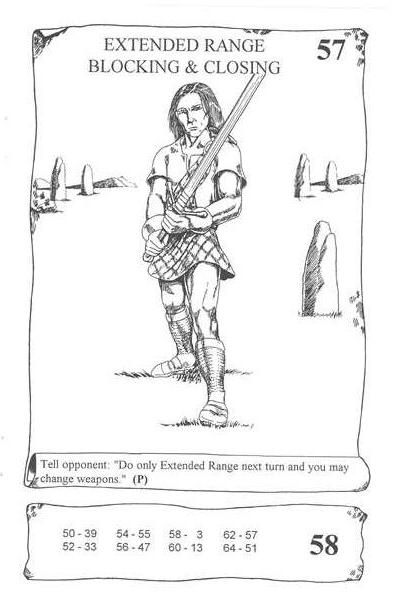 EXTENDED RANGE 57
BLOCKING & CLOSING
Tell opponent: "Do only Extended Range next turn and you may
change weapons." (P)
50 - 39 54 - 55 58 - 3 62 - 57
52 - 33 56 - 47 60 - 13 64 - 51
58